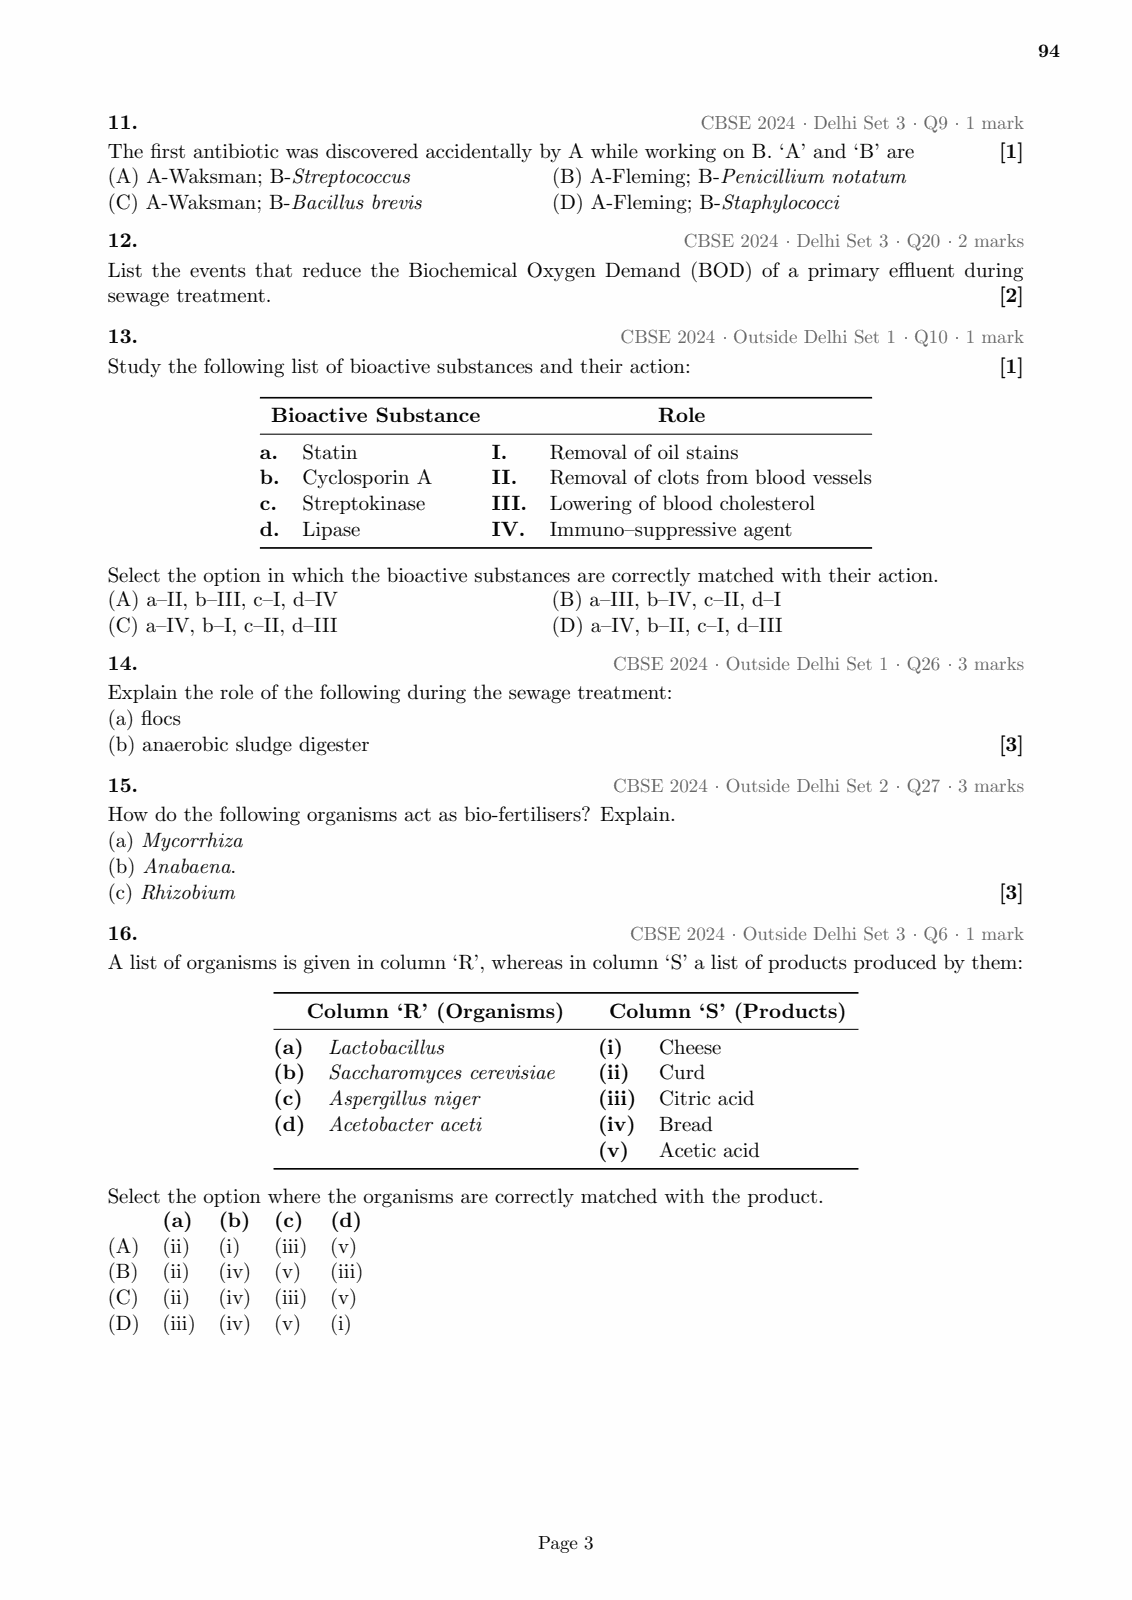 94
11. CBSE 2024 · Delhi Set 3 · Q9 · 1 mark
The first antibiotic was discovered accidentally by A while working on B. ‘A’ and ‘B’ are [1]
(A) A-Waksman; B-Streptococcus (B) A-Fleming; B-Penicillium notatum
(C) A-Waksman; B-Bacillus brevis (D) A-Fleming; B-Staphylococci
12. CBSE 2024 · Delhi Set 3 · Q20 · 2 marks
List the events that reduce the Biochemical Oxygen Demand (BOD) of a primary effluent during
sewage treatment. [2]
13. CBSE 2024 · Outside Delhi Set 1 · Q10 · 1 mark
Study the following list of bioactive substances and their action: [1]
Bioactive Substance Role
a. Statin I. Removal of oil stains
b. Cyclosporin A II. Removal of clots from blood vessels
c. Streptokinase III. Lowering of blood cholesterol
d. Lipase IV. Immuno–suppressive agent
Select the option in which the bioactive substances are correctly matched with their action.
(A) a–II, b–III, c–I, d–IV (B) a–III, b–IV, c–II, d–I
(C) a–IV, b–I, c–II, d–III (D) a–IV, b–II, c–I, d–III
14. CBSE 2024 · Outside Delhi Set 1 · Q26 · 3 marks
Explain the role of the following during the sewage treatment:
(a) flocs
(b) anaerobic sludge digester [3]
15. CBSE 2024 · Outside Delhi Set 2 · Q27 · 3 marks
How do the following organisms act as bio-fertilisers? Explain.
(a) Mycorrhiza
(b) Anabaena.
(c) Rhizobium [3]
16. CBSE 2024 · Outside Delhi Set 3 · Q6 · 1 mark
A list of organisms is given in column ‘R’, whereas in column ‘S’ a list of products produced by them:
Column ‘R’ (Organisms) Column ‘S’ (Products)
(a) Lactobacillus (i) Cheese
(b) Saccharomyces cerevisiae (ii) Curd
(c) Aspergillus niger (iii) Citric acid
(d) Acetobacter aceti (iv) Bread
(v) Acetic acid
Select the option where the organisms are correctly matched with the product.
(a) (b) (c) (d)
(A) (ii) (i) (iii) (v)
(B) (ii) (iv) (v) (iii)
(C) (ii) (iv) (iii) (v)
(D) (iii) (iv) (v) (i)
Page 3